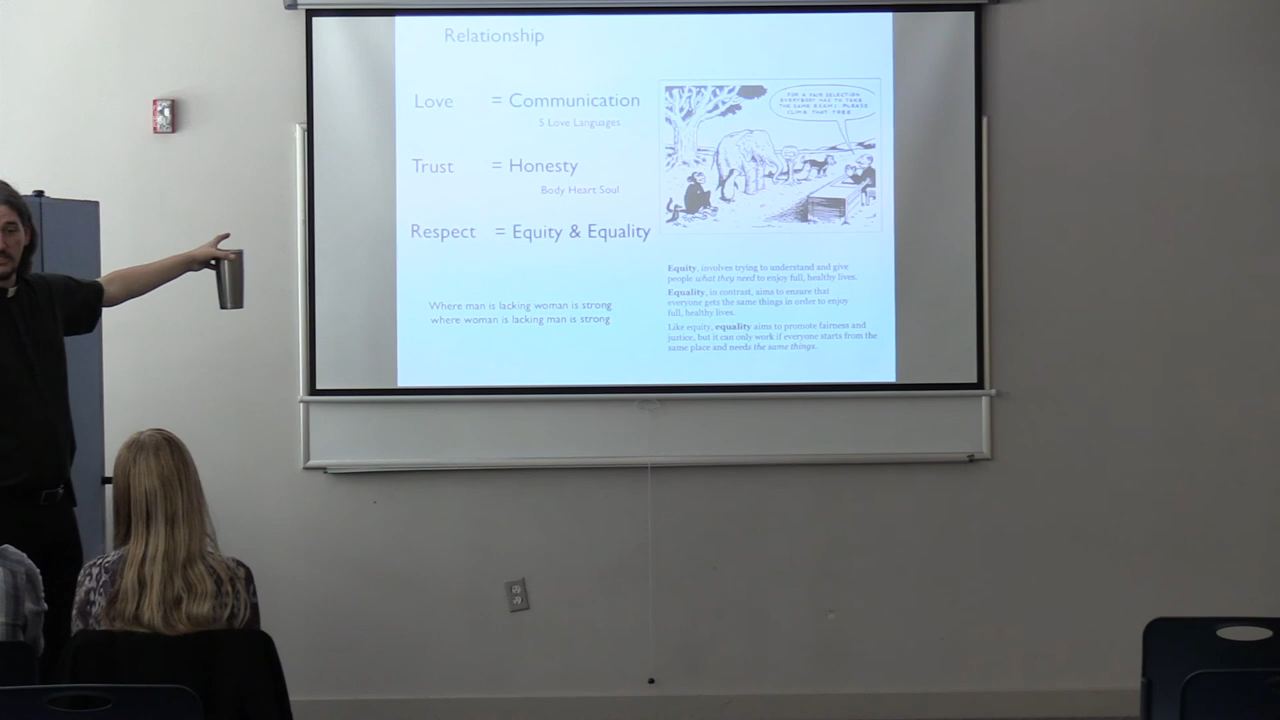 Relationship
Love = Communication
5 Love Languages
Trust = Honesty
Body Heart Soul
Respect = Equity & Equality
Where man is lacking woman is strong
where woman is lacking man is strong
FOR A FAIR SELECTION
EVERYBODY HAS TO TAKE
THE SAME EXAM: PLEASE
CLIMB THAT TREE
Equity, involves trying to understand and give
people what they need to enjoy full, healthy lives.
Equality, in contrast, aims to ensure that
everyone gets the same things in order to enjoy
full, healthy lives.
Like equity, equality aims to promote fairness and
justice, but it can only work if everyone starts from the
same place and needs the same things.